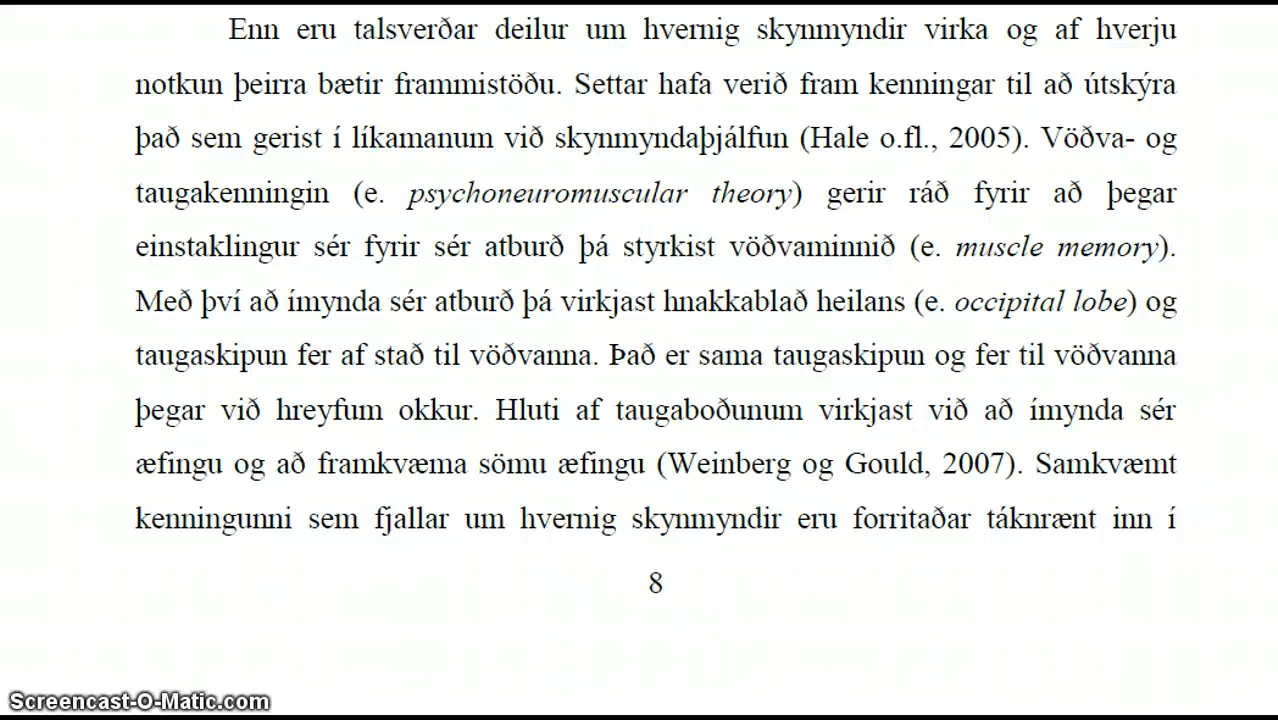 Enn eru talsverðar deilur um hvernig skynmyndir virka og af hverju
notkun þeirra bætir frammistöðu. Settar hafa verið fram kenningar til að útskýra
það sem gerist í líkamanum við skynmyndaþjálfun (Hale o.fl., 2005). Vöðva- og
taugakenningin (e. psychoneuromuscular theory) gerir ráð fyrir að þegar
einstaklingur sér fyrir sér atburð þá styrkist vöðvaminnið (e. muscle memory).
Með því að ímynda sér atburð þá virkjast hnakkablað heilans (e. occipital lobe) og
taugaskipun fer af stað til vöðvanna. Það er sama taugaskipun og fer til vöðvanna
þegar við hreyfum okkur. Hluti af taugaboðunum virkjast við að ímynda sér
æfingu og að framkvæma sömu æfingu (Weinberg og Gould, 2007). Samkvæmt
kenningunni sem fjallar um hvernig skynmyndir eru forritaðar táknrænt inn í
8
Screencast-O-Matic.com